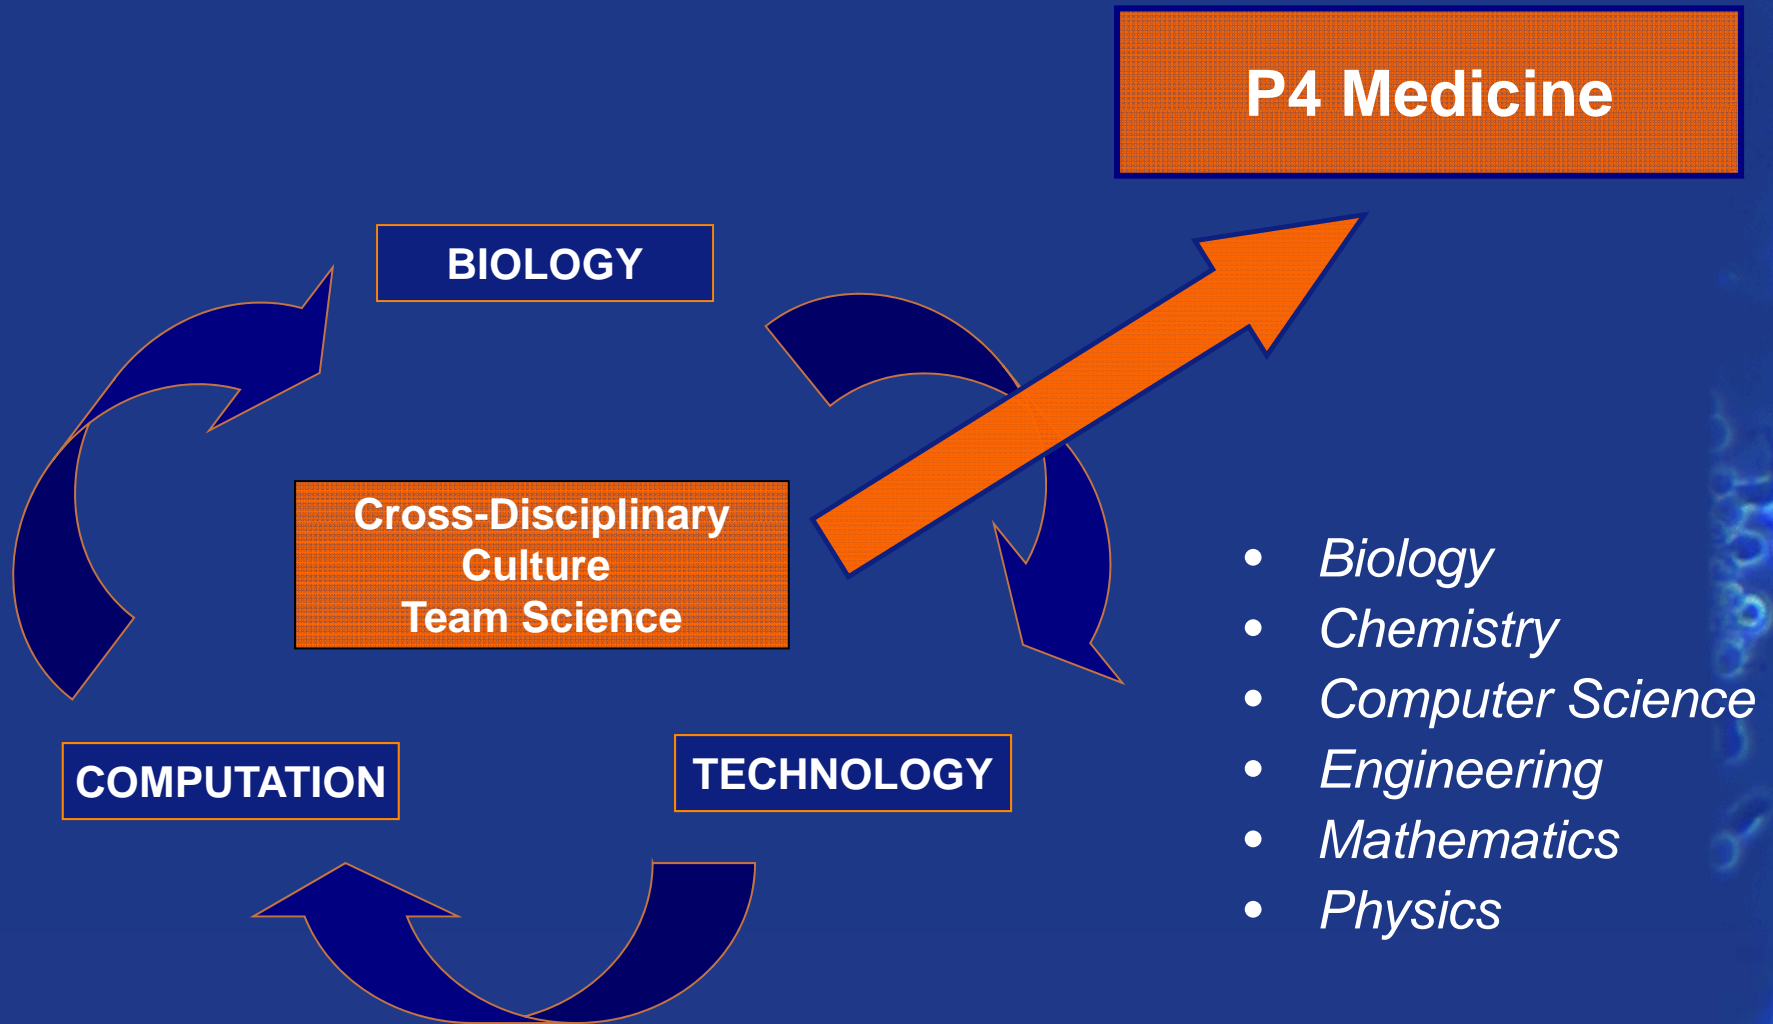 P4 Medicine
BIOLOGY
Cross-Disciplinary
Culture
Team Science
COMPUTATION
TECHNOLOGY
• Biology
• Chemistry
• Computer Science
• Engineering
• Mathematics
• Physics